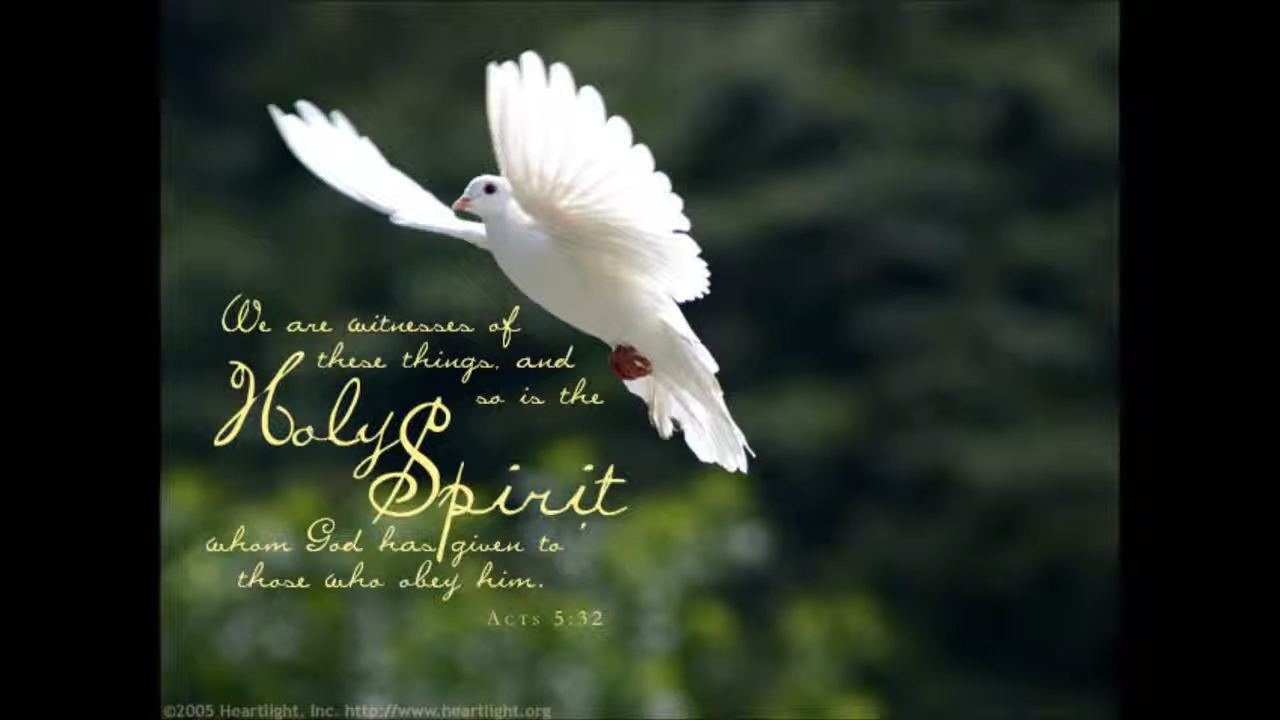 We are witnesses of
these things, and
so is the
Holy
Spirit
whom God has given to
those who obey him.
Acts 5:32
©2005 Heartlight, Inc. http://www.heartlight.org